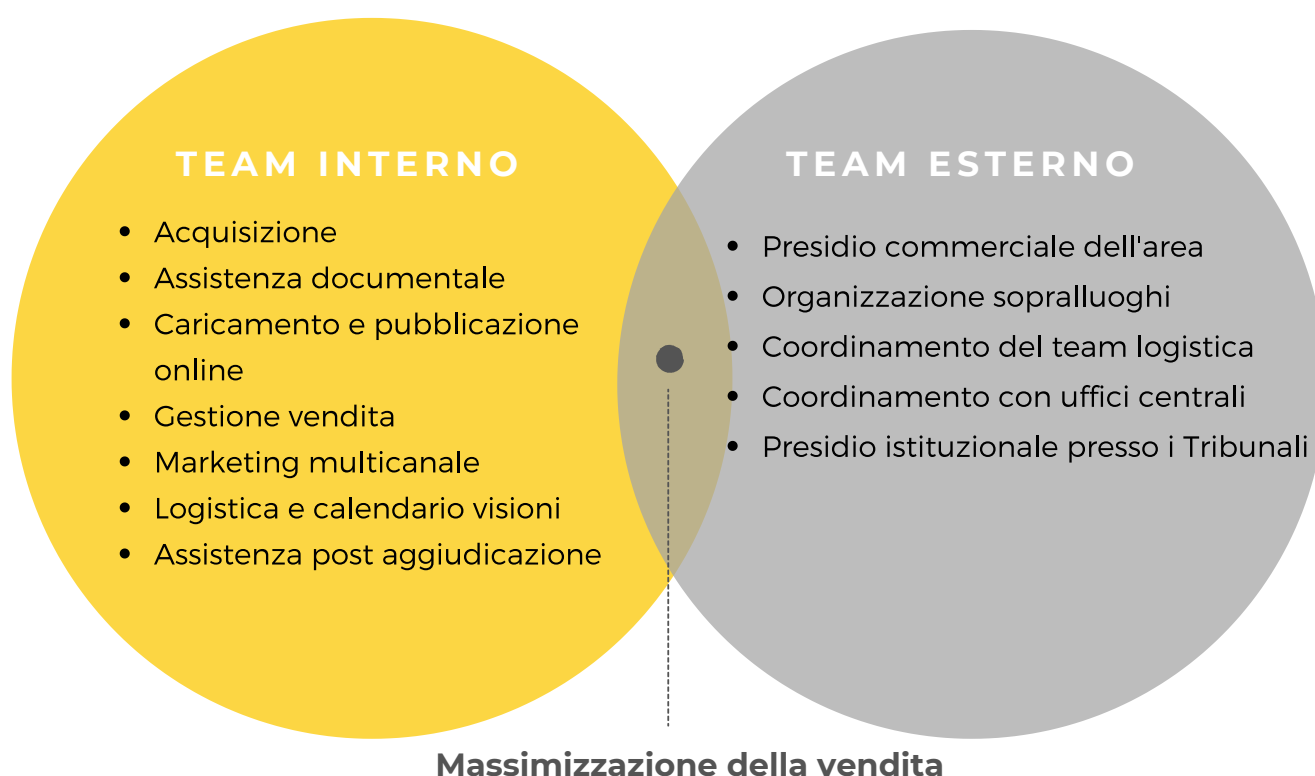 TEAM INTERNO
• Acquisizione
• Assistenza documentale
• Caricamento e pubblicazione
online
• Gestione vendita
• Marketing multicanale
• Logistica e calendario visioni
• Assistenza post aggiudicazione
TEAM ESTERNO
• Presidio commerciale dell'area
• Organizzazione sopralluoghi
• Coordinamento del team logistica
• Coordinamento con uffici centrali
• Presidio istituzionale presso i Tribunali
Massimizzazione della vendita